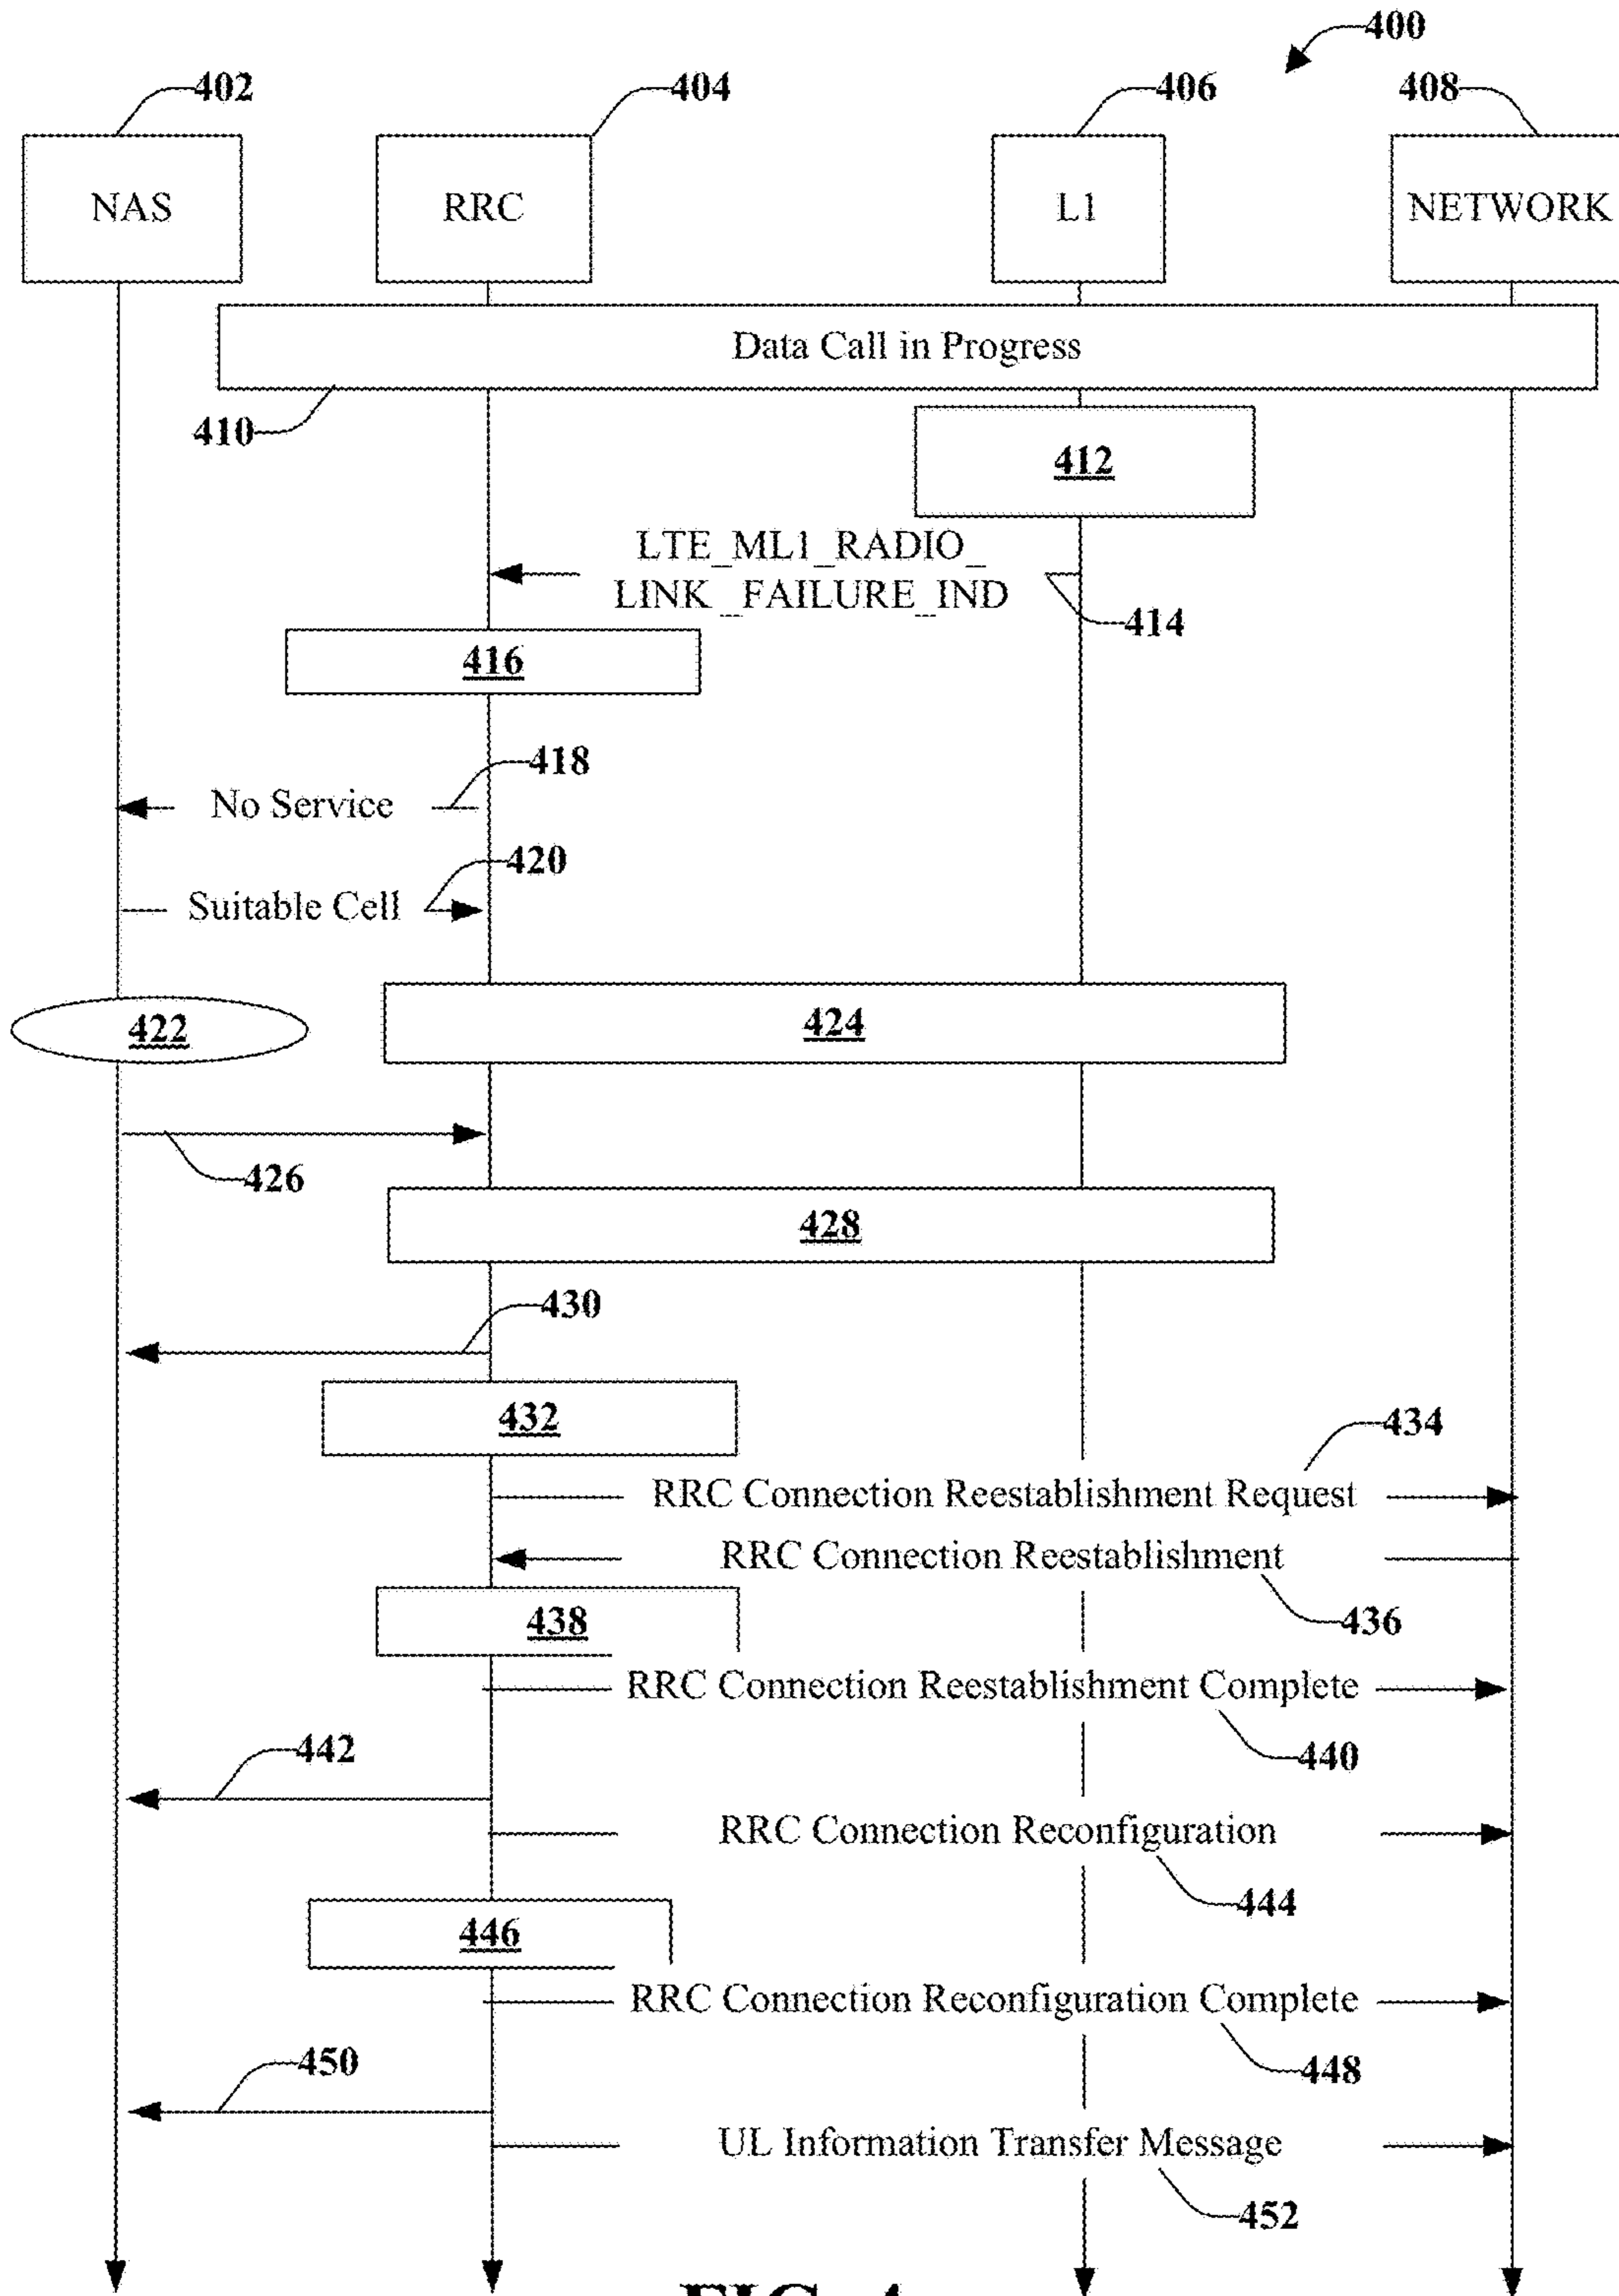 400
402
404
406
408
NAS
RRC
L1
NETWORK
Data Call in Progress
410
412
LTE_ML1_RADIO_
LINK_FAILURE_IND
414
416
418
No Service
420
Suitable Cell
422
424
426
428
430
432
434
RRC Connection Reestablishment Request
RRC Connection Reestablishment
436
438
RRC Connection Reestablishment Complete
440
442
RRC Connection Reconfiguration
444
446
RRC Connection Reconfiguration Complete
448
450
UL Information Transfer Message
452